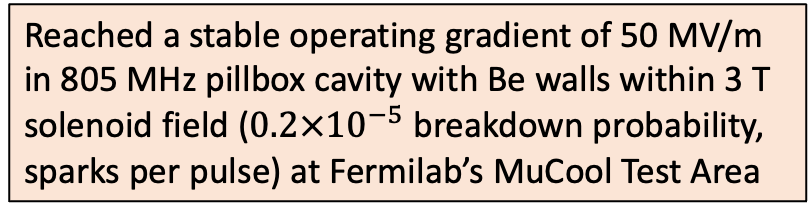 Reached a stable operating gradient of 50 MV/m
in 805 MHz pillbox cavity with Be walls within 3 T
solenoid field (0.2×10⁻⁵ breakdown probability,
sparks per pulse) at Fermilab's MuCool Test Area